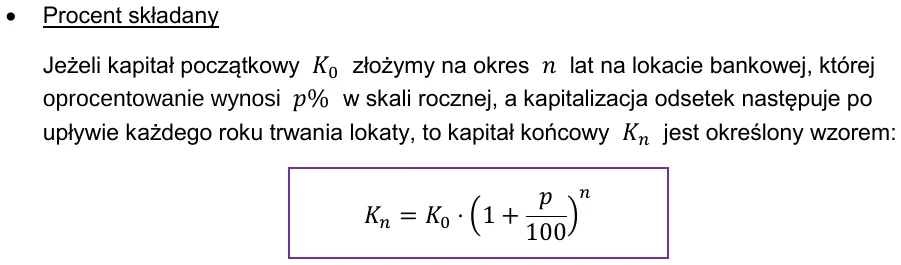 • Procent składany
Jeżeli kapitał początkowy K₀ złożymy na okres n lat na lokacie bankowej, której
oprocentowanie wynosi p% w skali rocznej, a kapitalizacja odsetek następuje po
upływie każdego roku trwania lokaty, to kapitał końcowy Kₙ jest określony wzorem:
Kₙ = K₀ · (1 + p/100)ⁿ